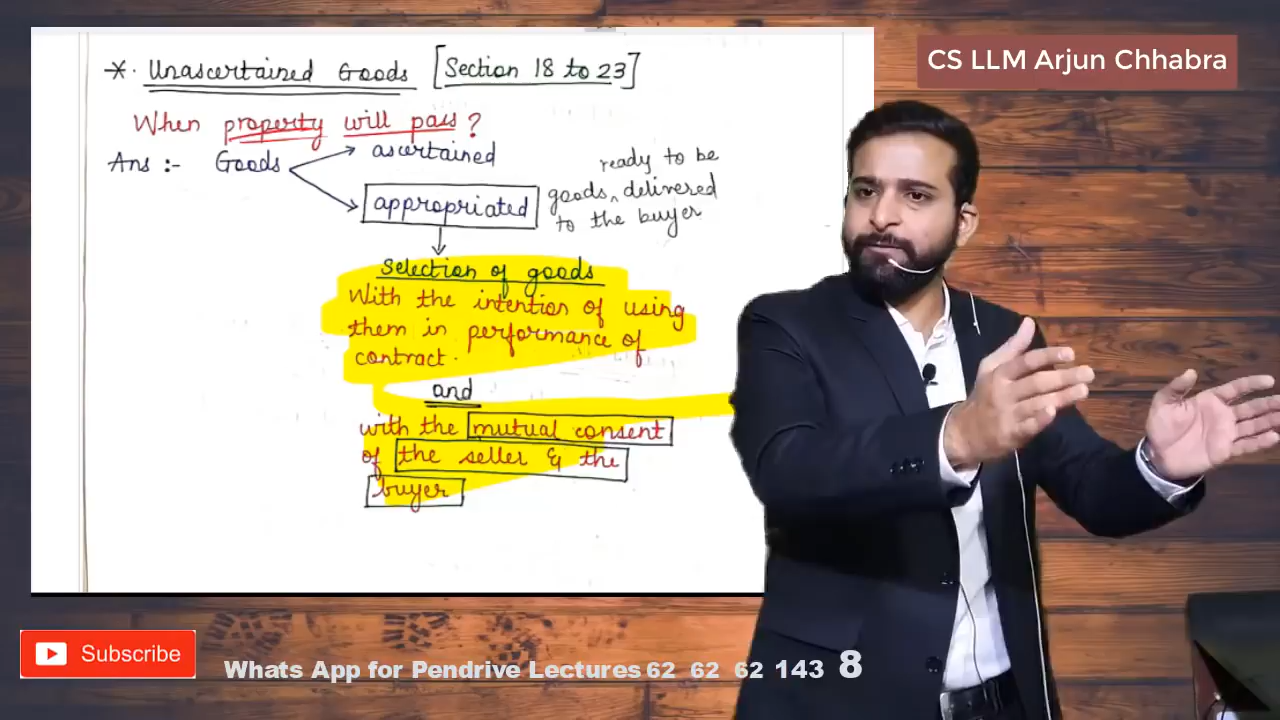 CS LLM Arjun Chhabra
* Unascertained Goods [Section 18 to 23]
When property will pass?
Ans :- Goods
ascertained
appropriated
goods ready to be
delivered
to the buyer
Selection of goods
With the intention of using
them in performance of
contract.
and
with the mutual consent
of the seller & the
buyer
Subscribe
Whats App for Pendrive Lectures 62 62 62 143 8